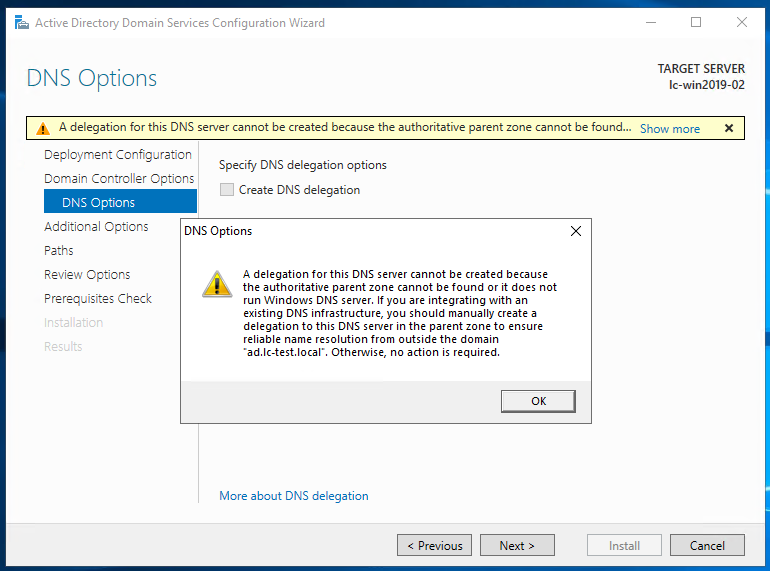 Active Directory Domain Services Configuration Wizard
DNS Options
TARGET SERVER
lc-win2019-02
A delegation for this DNS server cannot be created because the authoritative parent zone cannot be found... Show more
Deployment Configuration
Domain Controller Options
DNS Options
Additional Options
Paths
Review Options
Prerequisites Check
Installation
Results
Specify DNS delegation options
Create DNS delegation
DNS Options
A delegation for this DNS server cannot be created because
the authoritative parent zone cannot be found or it does not
run Windows DNS server. If you are integrating with an
existing DNS infrastructure, you should manually create a
delegation to this DNS server in the parent zone to ensure
reliable name resolution from outside the domain
"ad.lc-test.local". Otherwise, no action is required.
OK
More about DNS delegation
< Previous
Next >
Install
Cancel